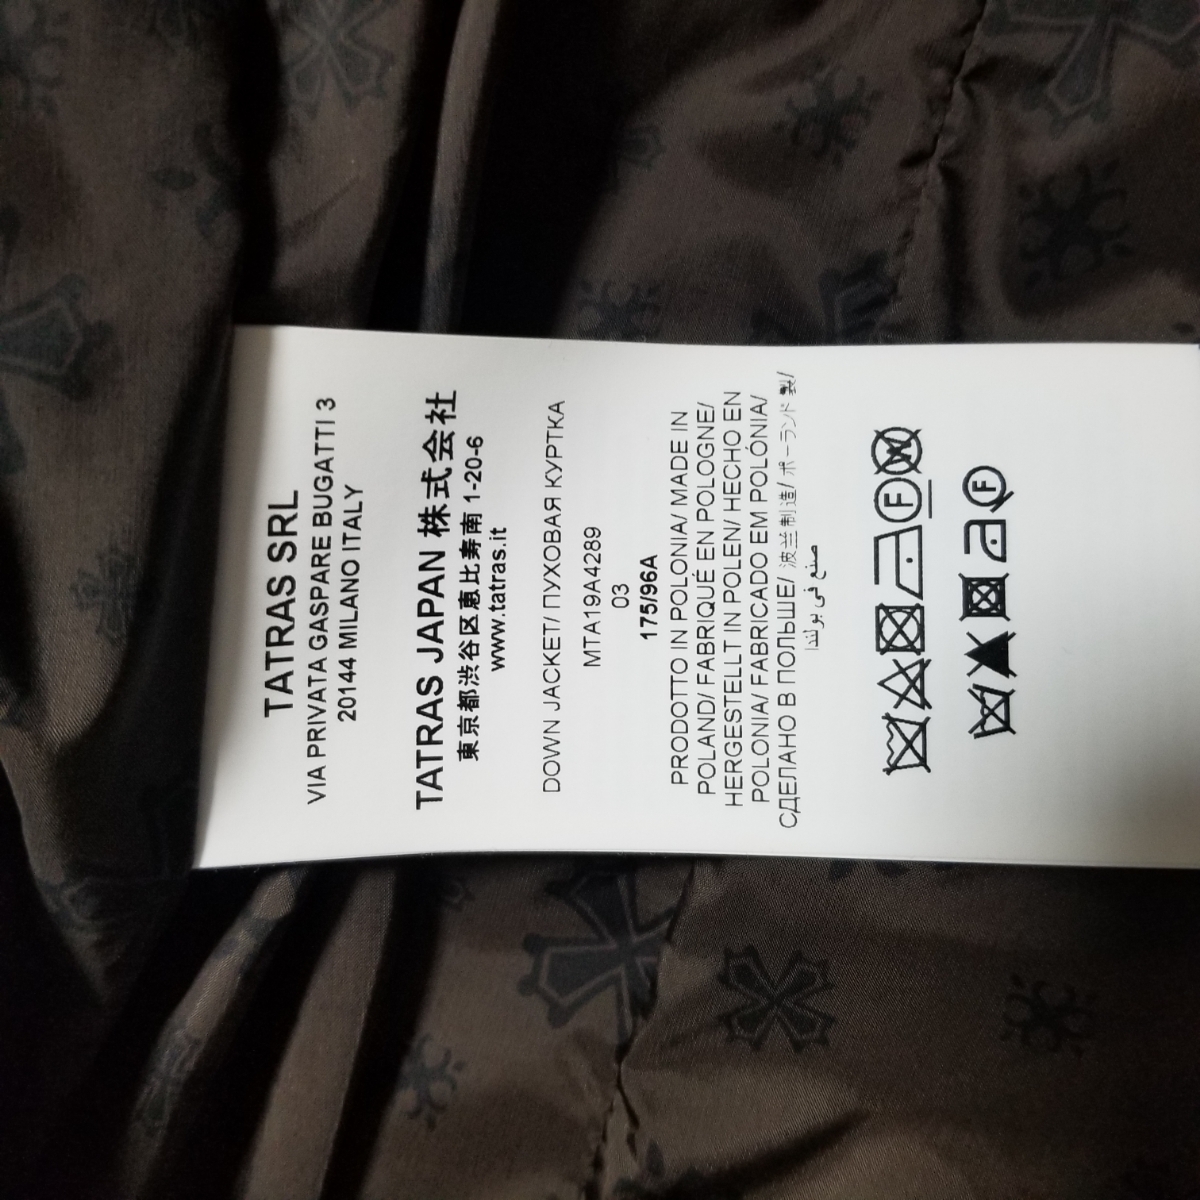 TATRAS SRL
VIA PRIVATA GASPARE BUGATTI 3
20144 MILANO ITALY
TATRAS JAPAN 株式会社
東京都渋谷区恵比寿南 1-20-6
www.tatras.it
DOWN JACKET/ ПУХОВАЯ КУРТКА
MTA19A4289
03
175/96A
PRODOTTO IN POLONIA/ MADE IN
POLAND/ FABRIQUÉ EN POLOGNE/
HERGESTELLT IN POLEN/ HECHO EN
POLONIA/ FABRICADO EM POLÓNIA/
СДЕЛАНО В ПОЛЬШЕ/ 波兰制造/ ポーランド 製/
صنع في بولندا
F W
F